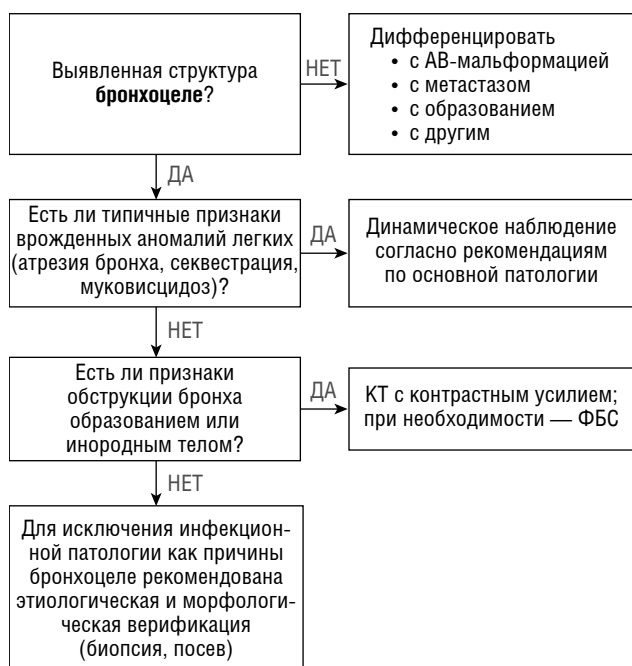 Выявленная структура
бронхоцеле?
НЕТ
Дифференцировать
• с АВ-мальформацией
• с метастазом
• с образованием
• с другим
ДА
Есть ли типичные признаки
врожденных аномалий легких
(атрезия бронха, секвестрация,
муковисцидоз)?
ДА
Динамическое наблюдение
согласно рекомендациям
по основной патологии
НЕТ
Есть ли признаки
обструкции бронха
образованием или
инородным телом?
ДА
КТ с контрастным усилием;
при необходимости — ФБС
НЕТ
Для исключения инфекцион-
ной патологии как причины
бронхоцеле рекомендована
этиологическая и морфологи-
ческая верификация
(биопсия, посев)